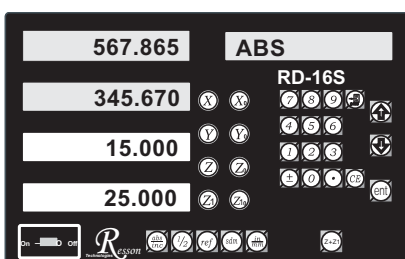 567.865 ABS
RD-16S
345.670 X X₀ 7 8 9
Y Y₀ 4 5 6
15.000 1 2 3
Z Z₀ ± 0 • CE
25.000 Z1 Z1₀ ent
on off Resson abs/inc 1/2 ref sdm in/mm Z+Z1
Technologies